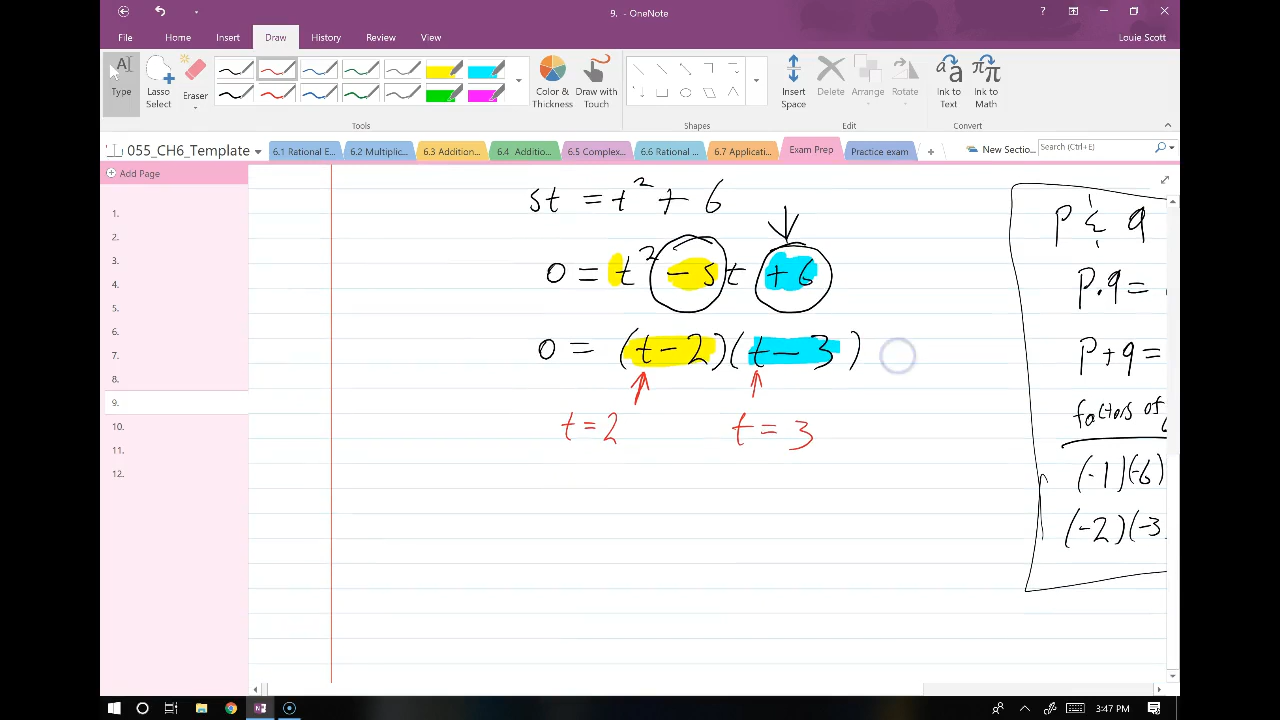 9. - OneNote
File Home Insert Draw History Review View
Louie Scott
Type
Lasso Select
Eraser
Color & Thickness
Draw with Touch
Insert Space
Delete
Arrange
Rotate
Ink to Text
Ink to Math
Tools
Shapes
Edit
Convert
055_CH6_Template
6.1 Rational E...
6.2 Multiplic...
6.3 Addition...
6.4 Additio...
6.5 Complex...
6.6 Rational ...
6.7 Applicati...
Exam Prep
Practice exam
New Sectio...
Search (Ctrl+E)
Add Page
1.
2.
3.
4.
5.
6.
7.
8.
9.
10.
11.
12.
5t = t² + 6
0 = t² - 5t + 6
0 = (t - 2)(t - 3)
t = 2
t = 3
P & q
P·q =
P + q =
factors of 6
(-1)(-6)
(-2)(-3
3:47 PM